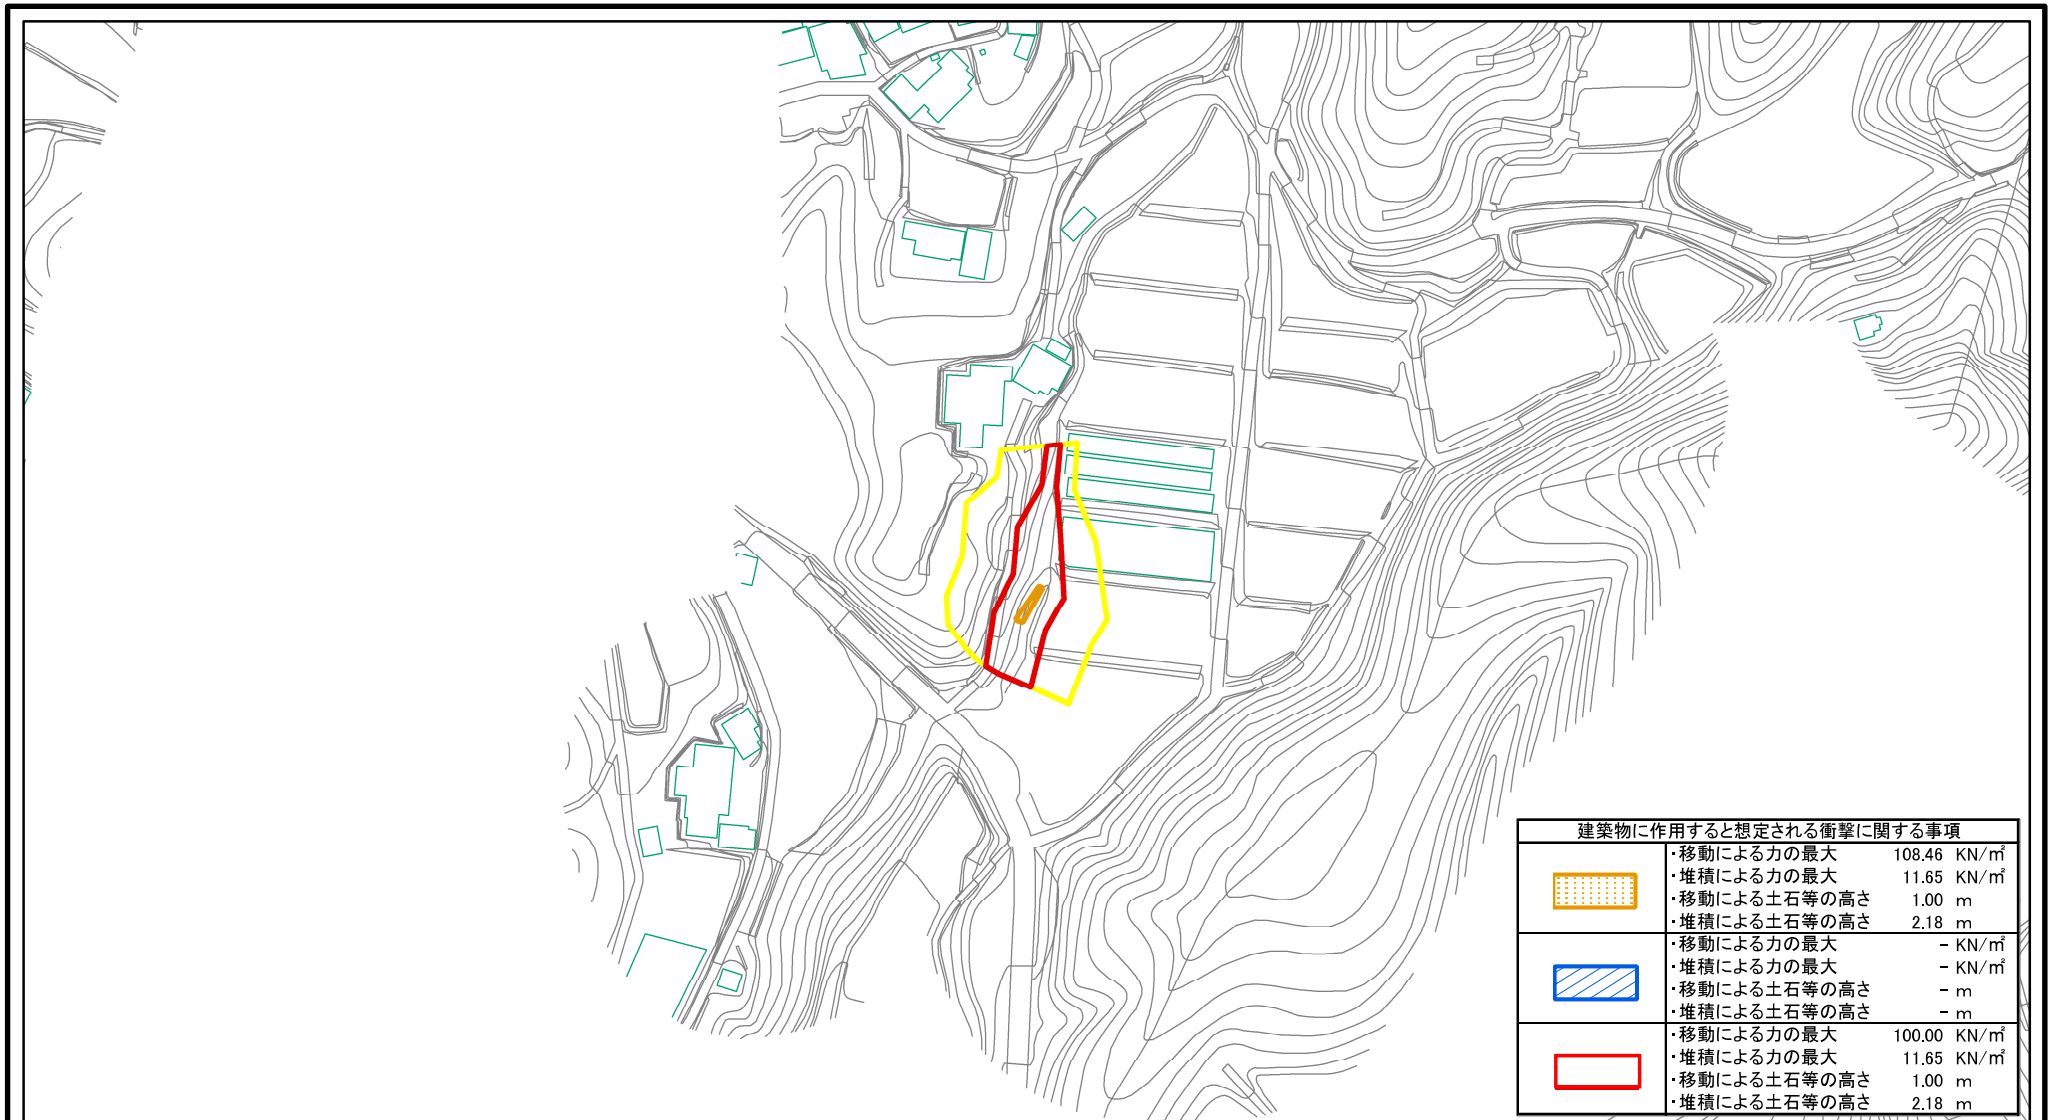 建築物に作用すると想定される衝撃に関する事項
・移動による力の最大 108.46 KN/㎡
・堆積による力の最大 11.65 KN/㎡
・移動による土石等の高さ 1.00 m
・堆積による土石等の高さ 2.18 m
・移動による力の最大 - KN/㎡
・堆積による力の最大 - KN/㎡
・移動による土石等の高さ - m
・堆積による土石等の高さ - m
・移動による力の最大 100.00 KN/㎡
・堆積による力の最大 11.65 KN/㎡
・移動による土石等の高さ 1.00 m
・堆積による土石等の高さ 2.18 m